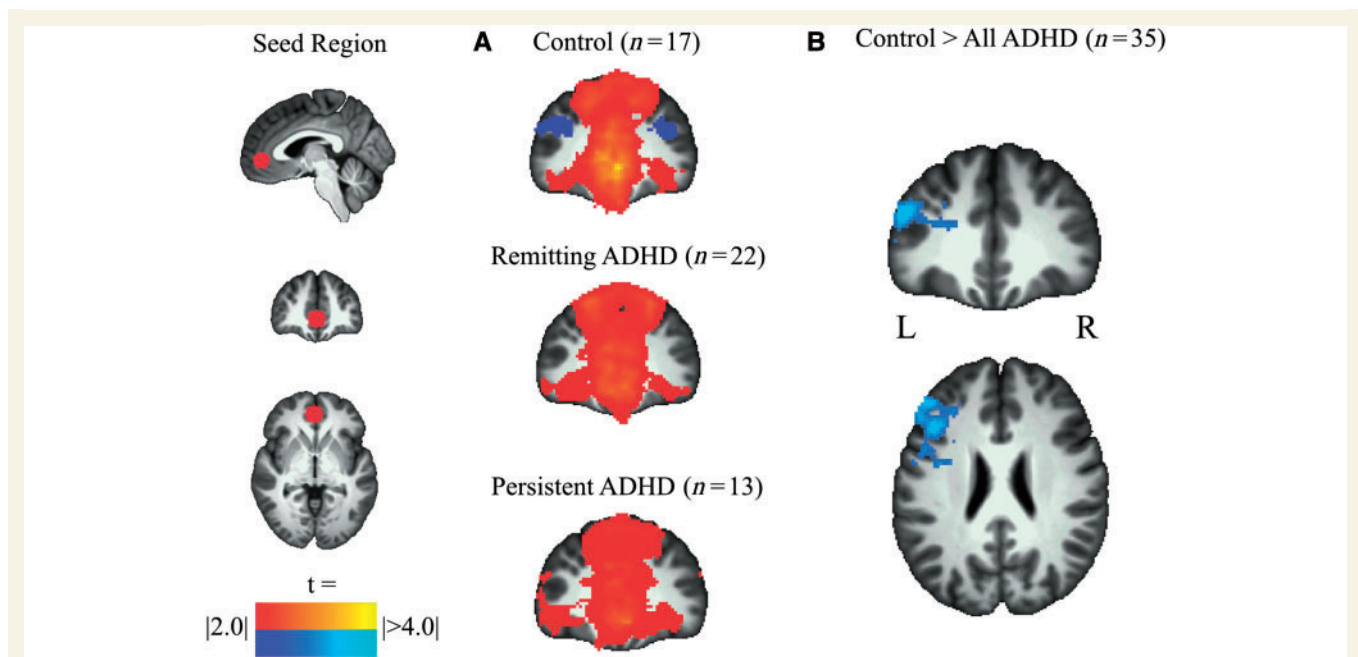 Seed Region
A Control (n=17)
B Control > All ADHD (n=35)
Remitting ADHD (n=22)
L R
Persistent ADHD (n=13)
t =
|2.0| |>4.0|